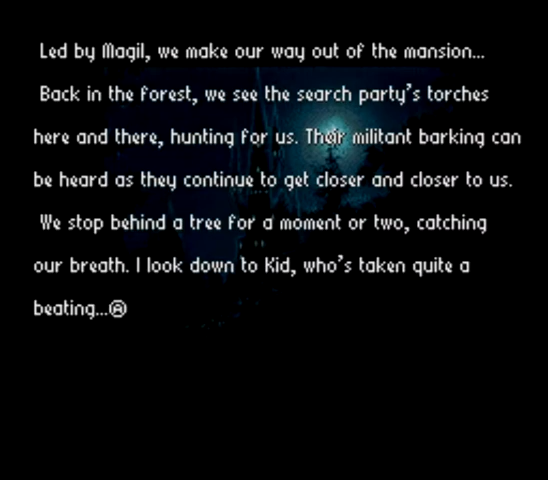 Led by Magil, we make our way out of the mansion...
Back in the forest, we see the search party's torches
here and there, hunting for us. Their militant barking can
be heard as they continue to get closer and closer to us.
We stop behind a tree for a moment or two, catching
our breath. I look down to Kid, who's taken quite a
beating...Ⓐ